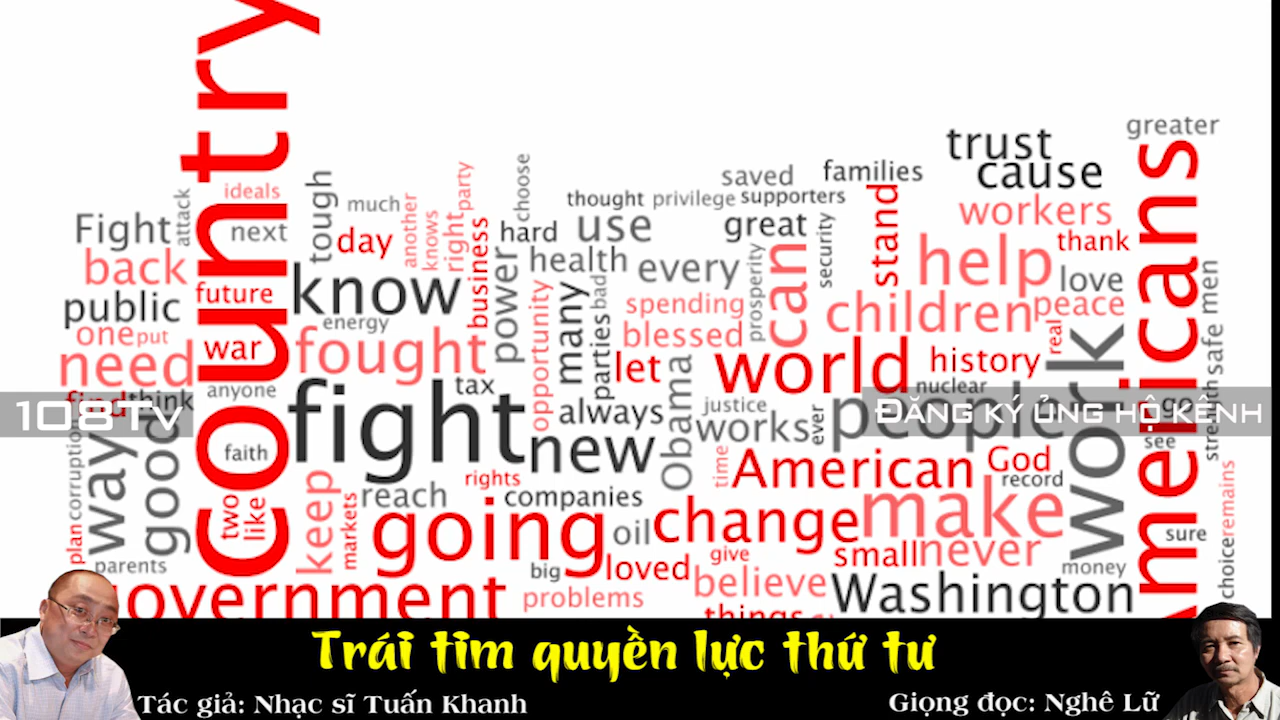 country
Americans
greater
trust
cause
families
saved
thought privilege supporters
choose
party
ideals
tough
much
another
knows
right
attack
Fight
next
day
business
hard
use
great
security
stand
workers
thank
back
future
know
power
health
every
prosperity
can
help
love
men
public
energy
opportunity
many
bad
spending
children
peace
one
put
war
fought
parties
blessed
real
safe
need
let
world
history
work
anyone
tax
Obama
nuclear
find
think
108TV
fight
always
justice
ever
people
ĐĂNG KÝ ỦNG HỘ KÊNH
go
strength
way
good
faith
new
works
see
corruption
time
American
God
record
rights
reach
companies
two
like
keep
markets
going
oil
change
make
sure
remains
choice
plan
parents
give
small
never
big
loved
believe
money
government
problems
Washington
things
Trái tim quyền lực thứ tư
Tác giả: Nhạc sĩ Tuấn Khanh
Giọng đọc: Nghê Lữ